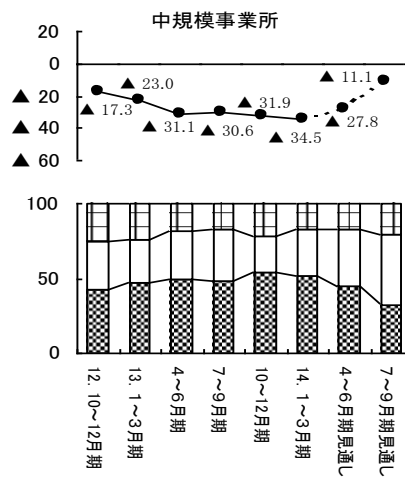 中規模事業所
20
0
▲ 20
▲ 40
▲ 60
▲ 17.3
▲ 23.0
▲ 31.1
▲ 30.6
▲ 31.9
▲ 34.5
▲ 27.8
▲ 11.1
100
50
0
12. 10～12月期
13. 1～3月期
4～6月期
7～9月期
10～12月期
14. 1～3月期
4～6月期見通し
7～9月期見通し